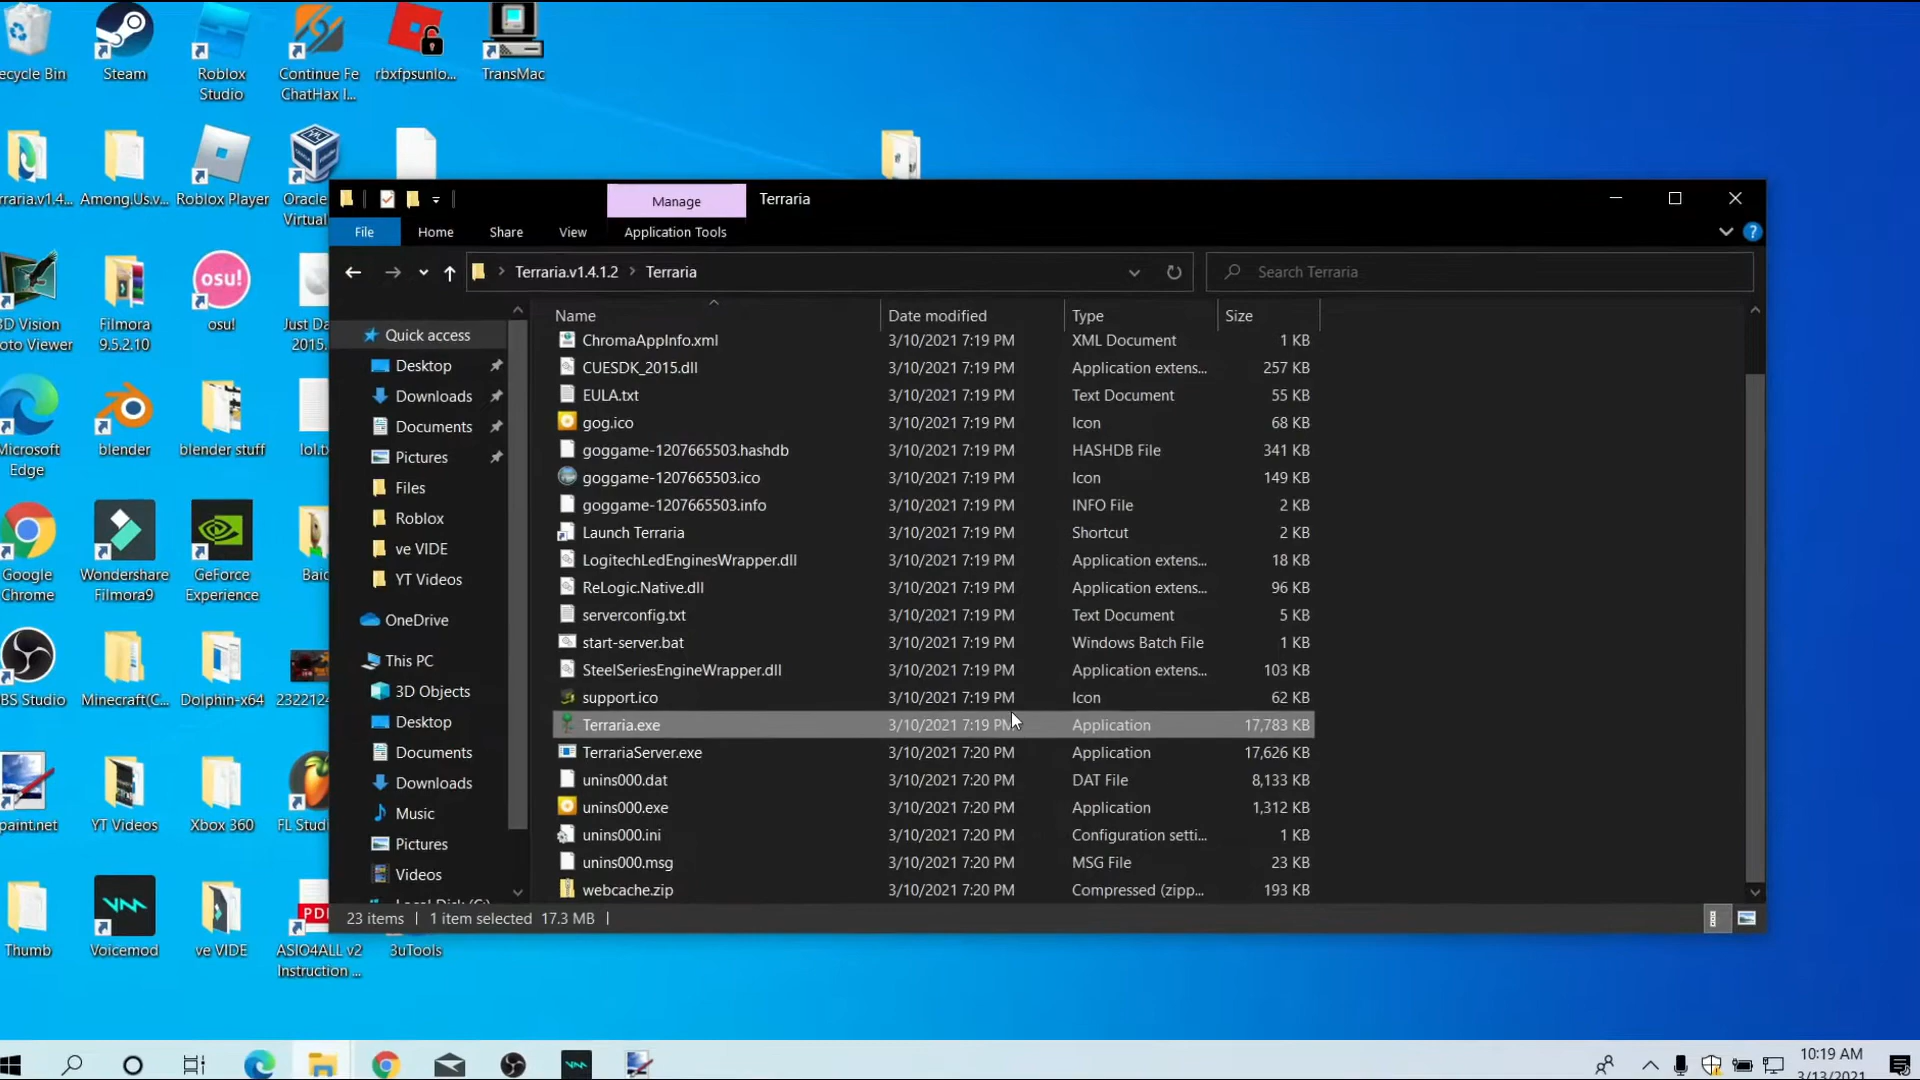 ecycle Bin
Steam
Roblox
Studio
Continue Fe
ChatHax I...
rbxfpsunlo...
TransMac
rraria.v1.4...
Among.Us.v...
Roblox Player
Oracle
Virtual
3D Vision
oto Viewer
Filmora
9.5.2.10
osu!
osu!
Just Da
2015.
Microsoft
Edge
blender
blender stuff
lol.t
Google
Chrome
Wondershare
Filmora9
GeForce
Experience
Baic
BS Studio
Minecraft(C...
Dolphin-x64
2322124
paint.net
YT Videos
Xbox 360
FL Studi
Thumb
Voicemod
ve VIDE
PDF
ASIO4ALL v2
Instruction ...
3uTools
Manage
Terraria
File
Home
Share
View
Application Tools
Terraria.v1.4.1.2
Terraria
Search Terraria
Quick access
Desktop
Downloads
Documents
Pictures
Files
Roblox
ve VIDE
YT Videos
OneDrive
This PC
3D Objects
Desktop
Documents
Downloads
Music
Pictures
Videos
Local Disk (C:)
Name Date modified Type Size
ChromaAppInfo.xml 3/10/2021 7:19 PM XML Document 1 KB
CUESDK_2015.dll 3/10/2021 7:19 PM Application extens... 257 KB
EULA.txt 3/10/2021 7:19 PM Text Document 55 KB
gog.ico 3/10/2021 7:19 PM Icon 68 KB
goggame-1207665503.hashdb 3/10/2021 7:19 PM HASHDB File 341 KB
goggame-1207665503.ico 3/10/2021 7:19 PM Icon 149 KB
goggame-1207665503.info 3/10/2021 7:19 PM INFO File 2 KB
Launch Terraria 3/10/2021 7:19 PM Shortcut 2 KB
LogitechLedEnginesWrapper.dll 3/10/2021 7:19 PM Application extens... 18 KB
ReLogic.Native.dll 3/10/2021 7:19 PM Application extens... 96 KB
serverconfig.txt 3/10/2021 7:19 PM Text Document 5 KB
start-server.bat 3/10/2021 7:19 PM Windows Batch File 1 KB
SteelSeriesEngineWrapper.dll 3/10/2021 7:19 PM Application extens... 103 KB
support.ico 3/10/2021 7:19 PM Icon 62 KB
Terraria.exe 3/10/2021 7:19 PM Application 17,783 KB
TerrariaServer.exe 3/10/2021 7:20 PM Application 17,626 KB
unins000.dat 3/10/2021 7:20 PM DAT File 8,133 KB
unins000.exe 3/10/2021 7:20 PM Application 1,312 KB
unins000.ini 3/10/2021 7:20 PM Configuration setti... 1 KB
unins000.msg 3/10/2021 7:20 PM MSG File 23 KB
webcache.zip 3/10/2021 7:20 PM Compressed (zipp... 193 KB
23 items 1 item selected 17.3 MB
10:19 AM
3/13/2021